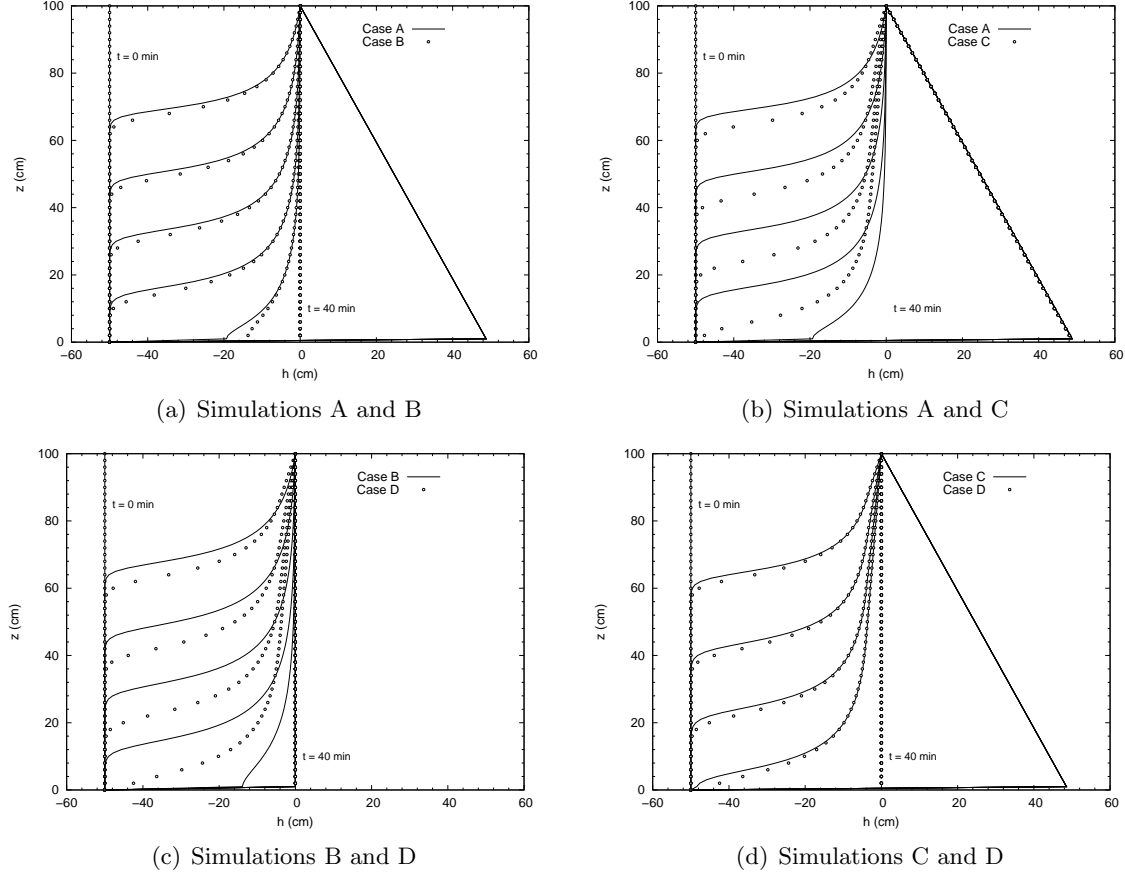 100
80
60
40
20
0
z (cm)
−60 −40 −20 0 20 40 60
h (cm)
t = 0 min
t = 40 min
Case A
Case B
(a) Simulations A and B
100
80
60
40
20
0
z (cm)
−60 −40 −20 0 20 40 60
h (cm)
t = 0 min
t = 40 min
Case A
Case C
(b) Simulations A and C
100
80
60
40
20
0
z (cm)
−60 −40 −20 0 20 40 60
h (cm)
t = 0 min
t = 40 min
Case B
Case D
(c) Simulations B and D
100
80
60
40
20
0
z (cm)
−60 −40 −20 0 20 40 60
h (cm)
t = 0 min
t = 40 min
Case C
Case D
(d) Simulations C and D